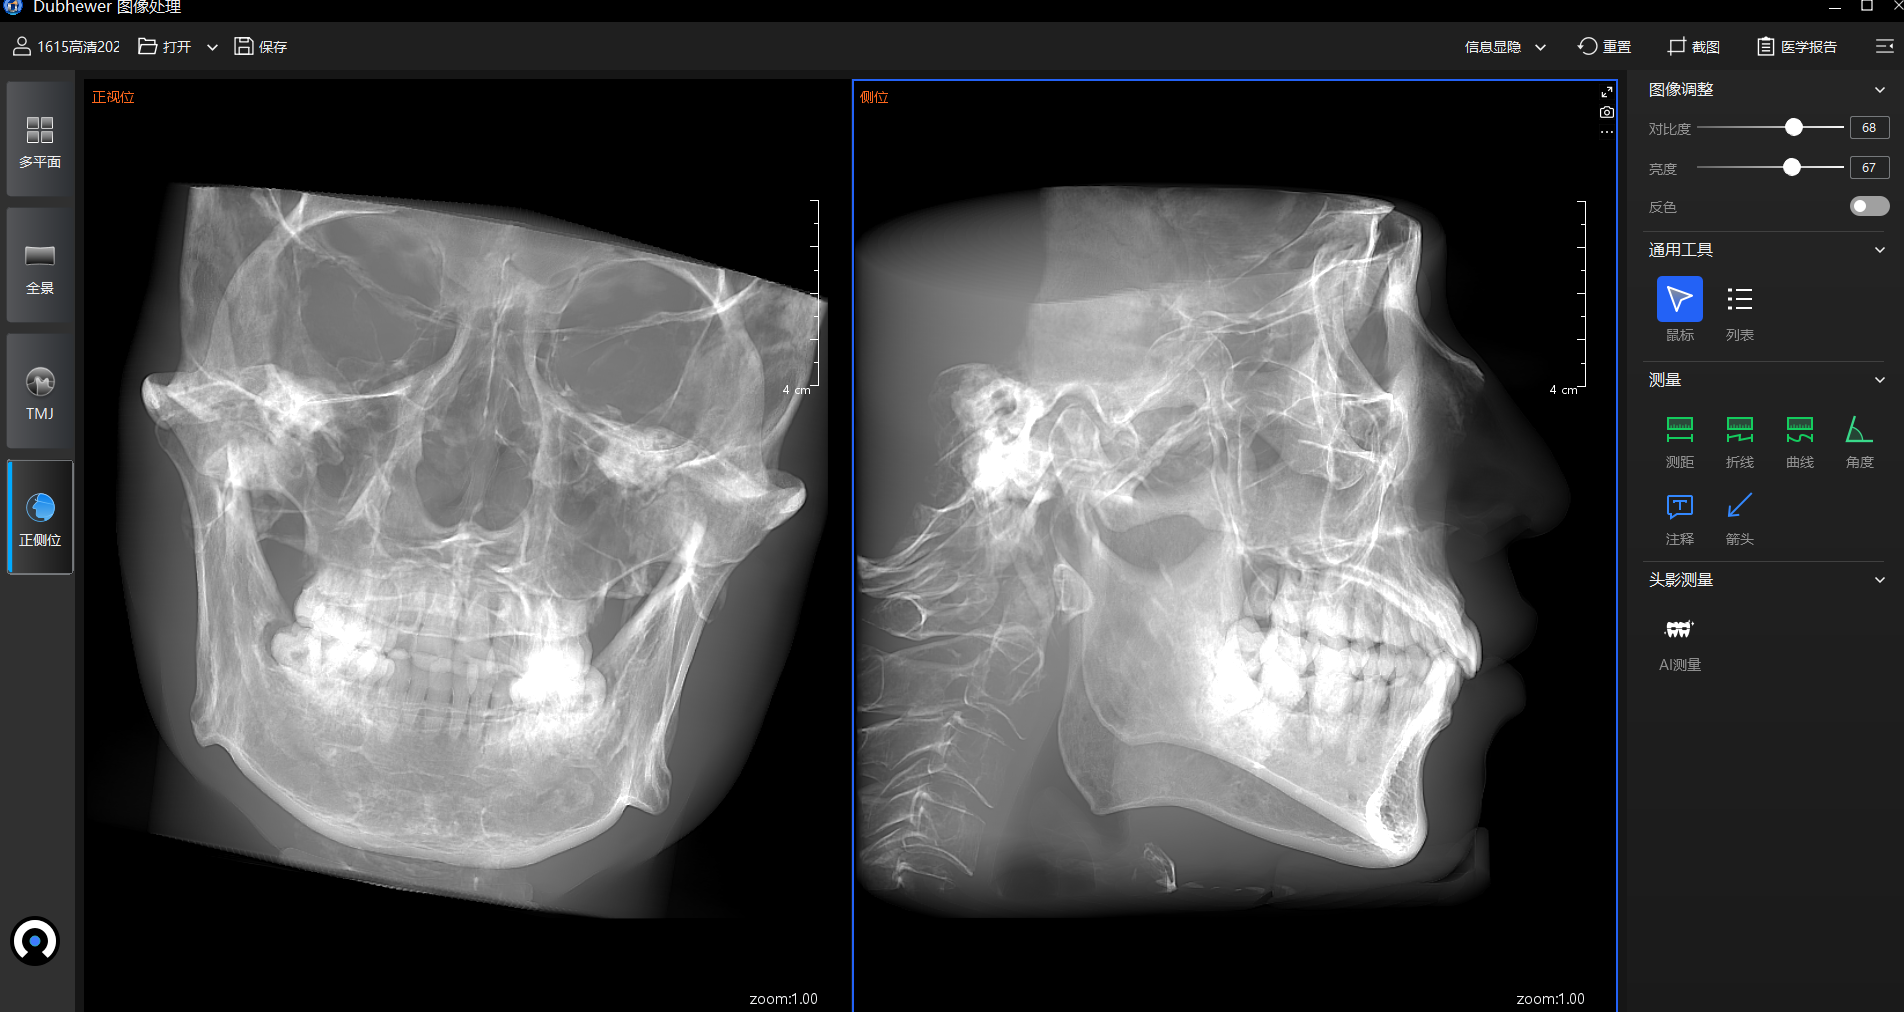 Dubhewer 图像处理
1615高清202 打开 保存 信息显隐 重置 截图 医学报告
多平面
全景
TMJ
正侧位
正视位
4 cm
zoom:1.00
侧位
4 cm
zoom:1.00
图像调整
对比度 68
亮度 67
反色
通用工具
鼠标 列表
测量
测距 折线 曲线 角度
注释 箭头
头影测量
AI测量